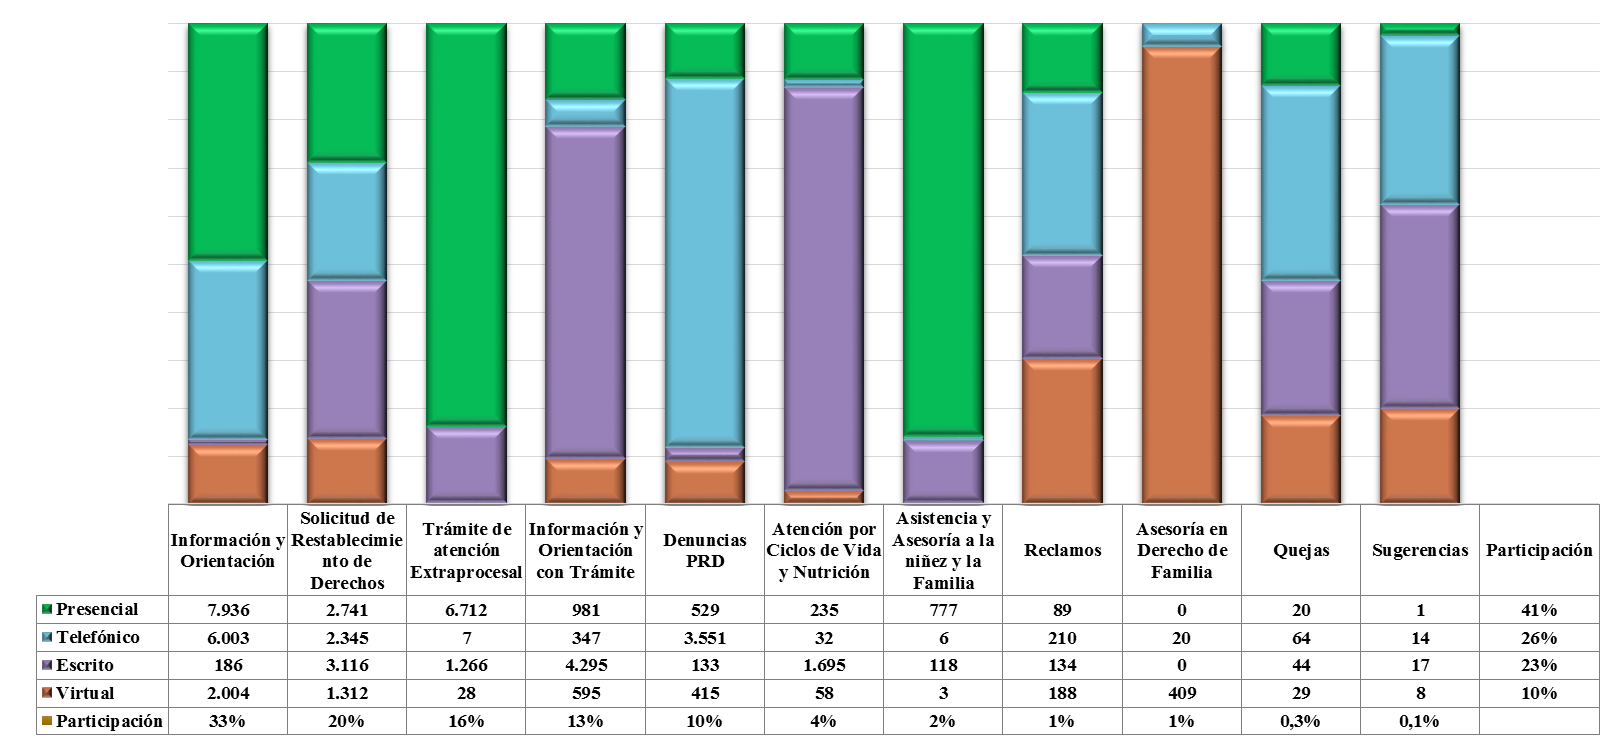 Información y Orientación
Solicitud de Restablecimie nto de Derechos
Trámite de atención Extraprocesal
Información y Orientación con Trámite
Denuncias PRD
Atención por Ciclos de Vida y Nutrición
Asistencia y Asesoría a la niñez y la Familia
Reclamos
Asesoría en Derecho de Familia
Quejas
Sugerencias
Participación
Presencial 7.936 2.741 6.712 981 529 235 777 89 0 20 1 41%
Telefónico 6.003 2.345 7 347 3.551 32 6 210 20 64 14 26%
Escrito 186 3.116 1.266 4.295 133 1.695 118 134 0 44 17 23%
Virtual 2.004 1.312 28 595 415 58 3 188 409 29 8 10%
Participación 33% 20% 16% 13% 10% 4% 2% 1% 1% 0,3% 0,1%